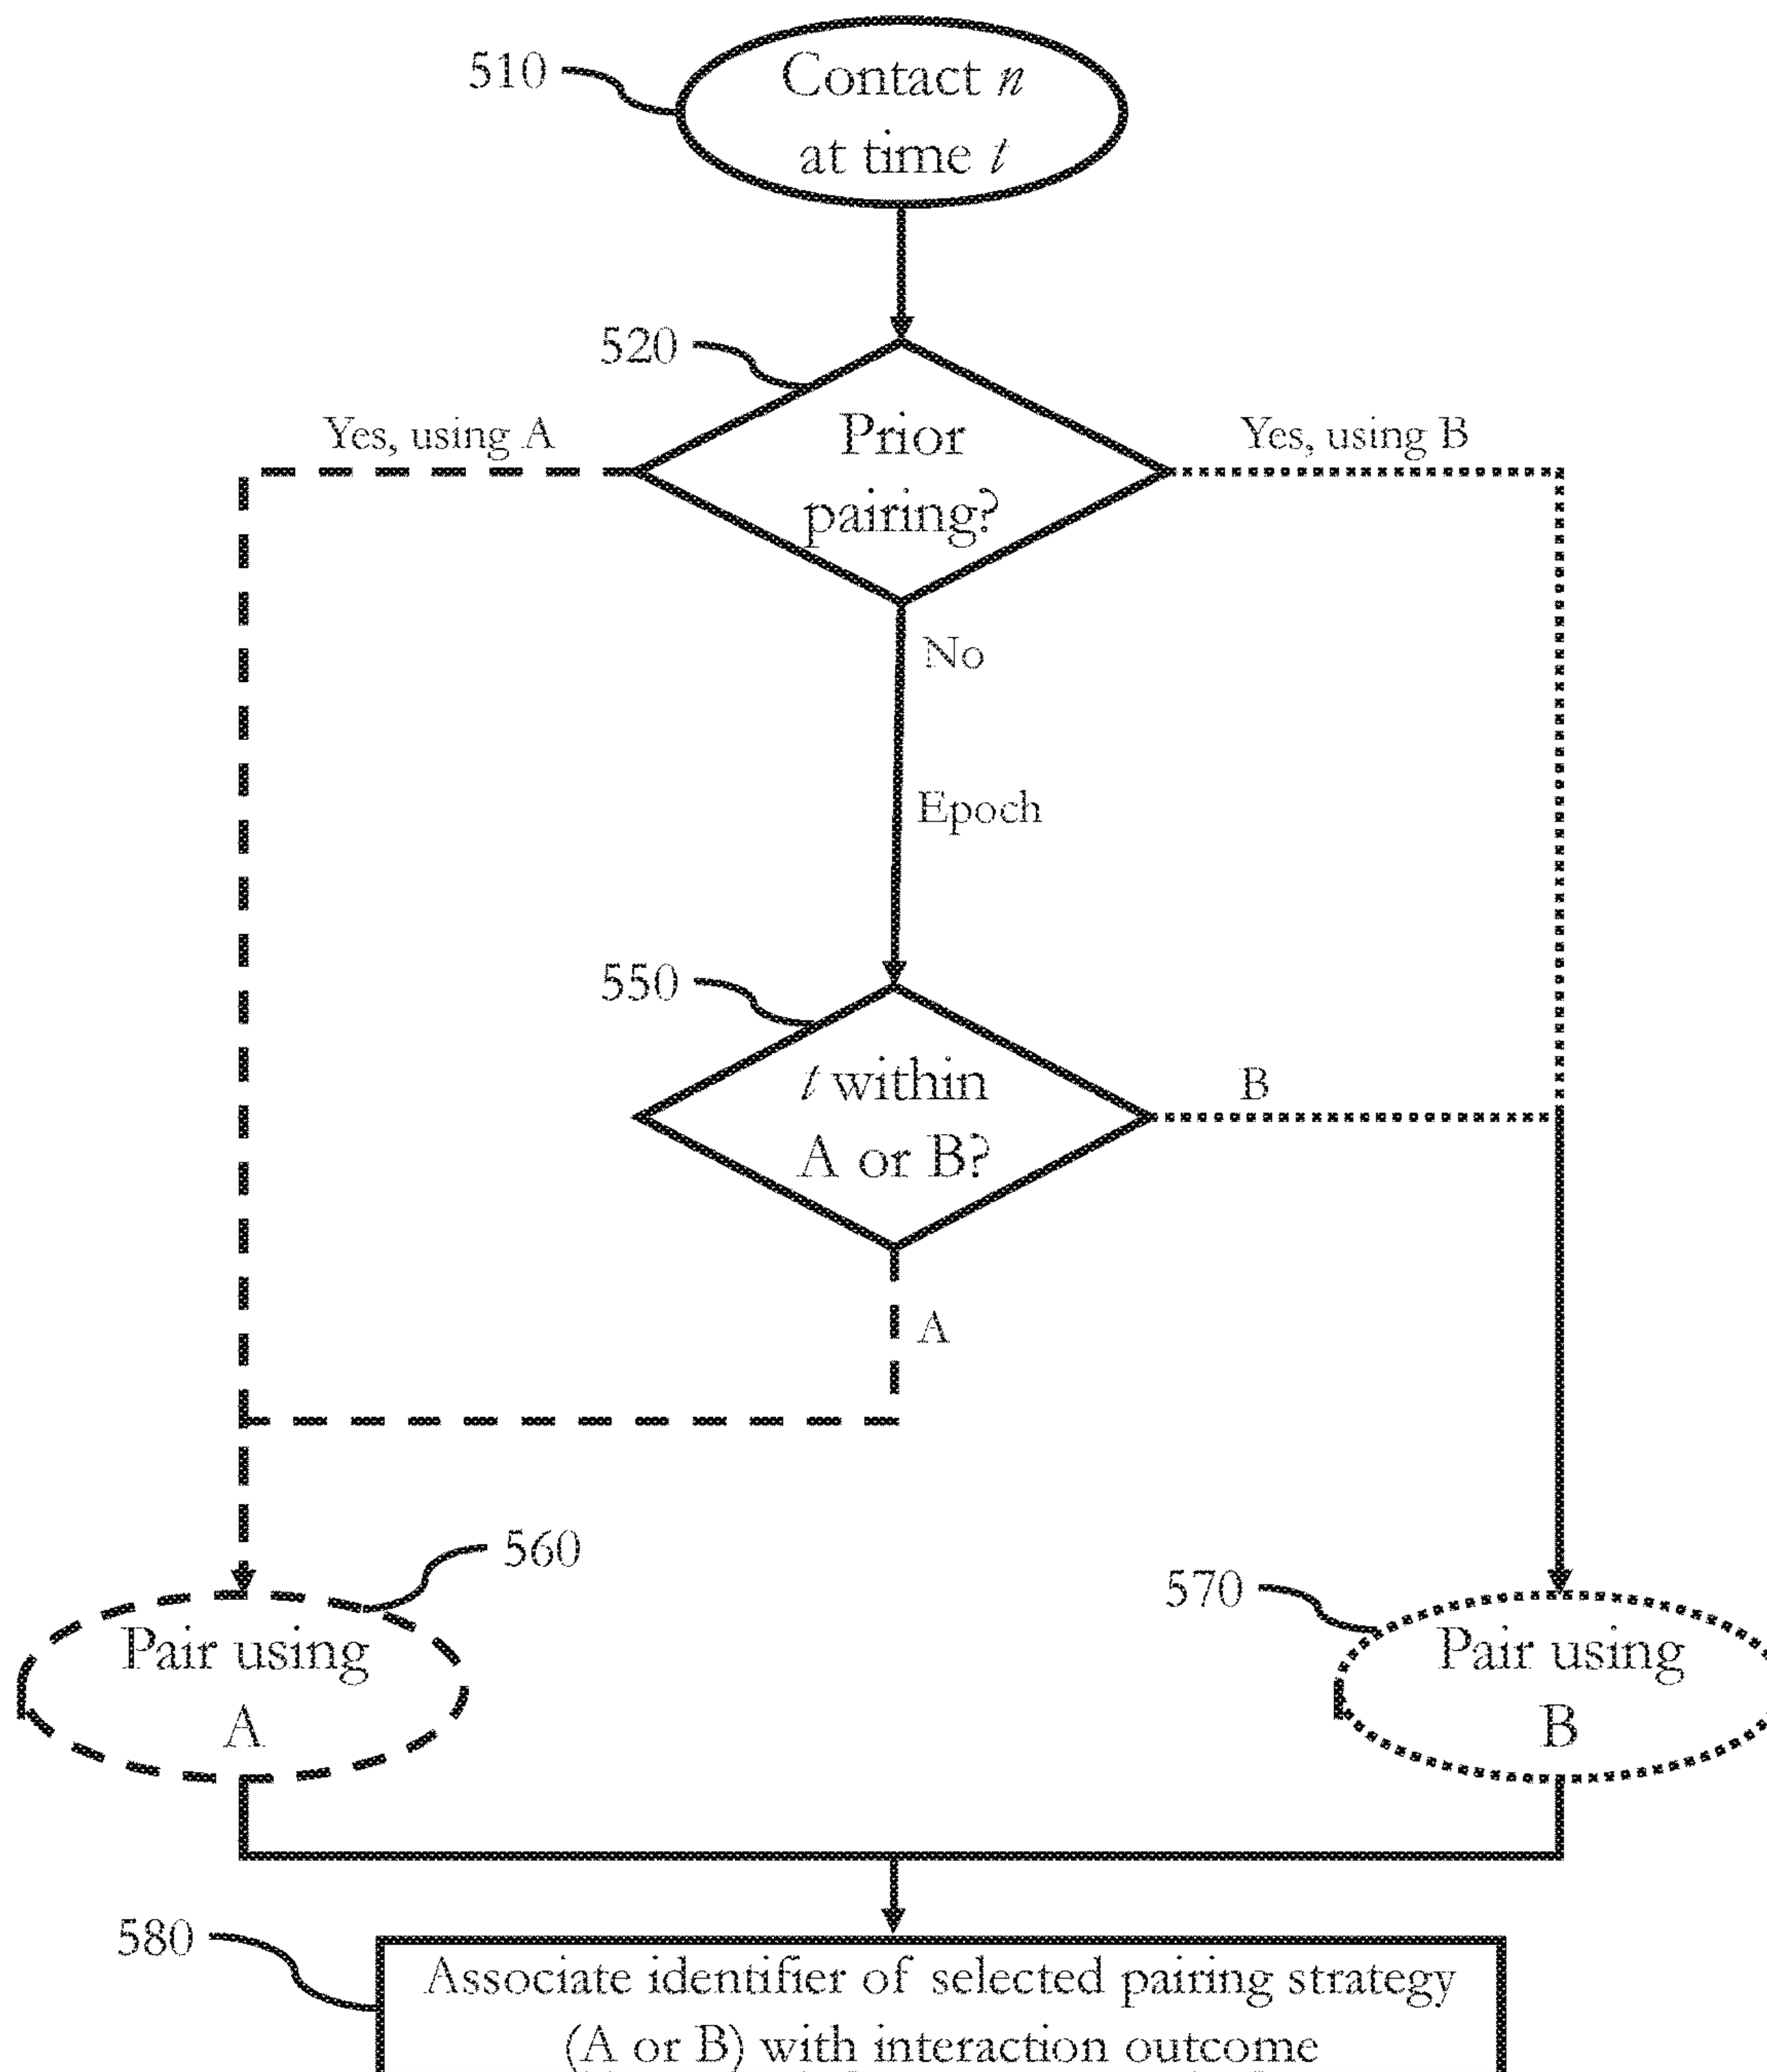 510
Contact n
at time t
520
Yes, using A
Prior
pairing?
Yes, using B
No
Epoch
550
t within
A or B?
B
A
560
Pair using
A
570
Pair using
B
580
Associate identifier of selected pairing strategy
(A or B) with interaction outcome